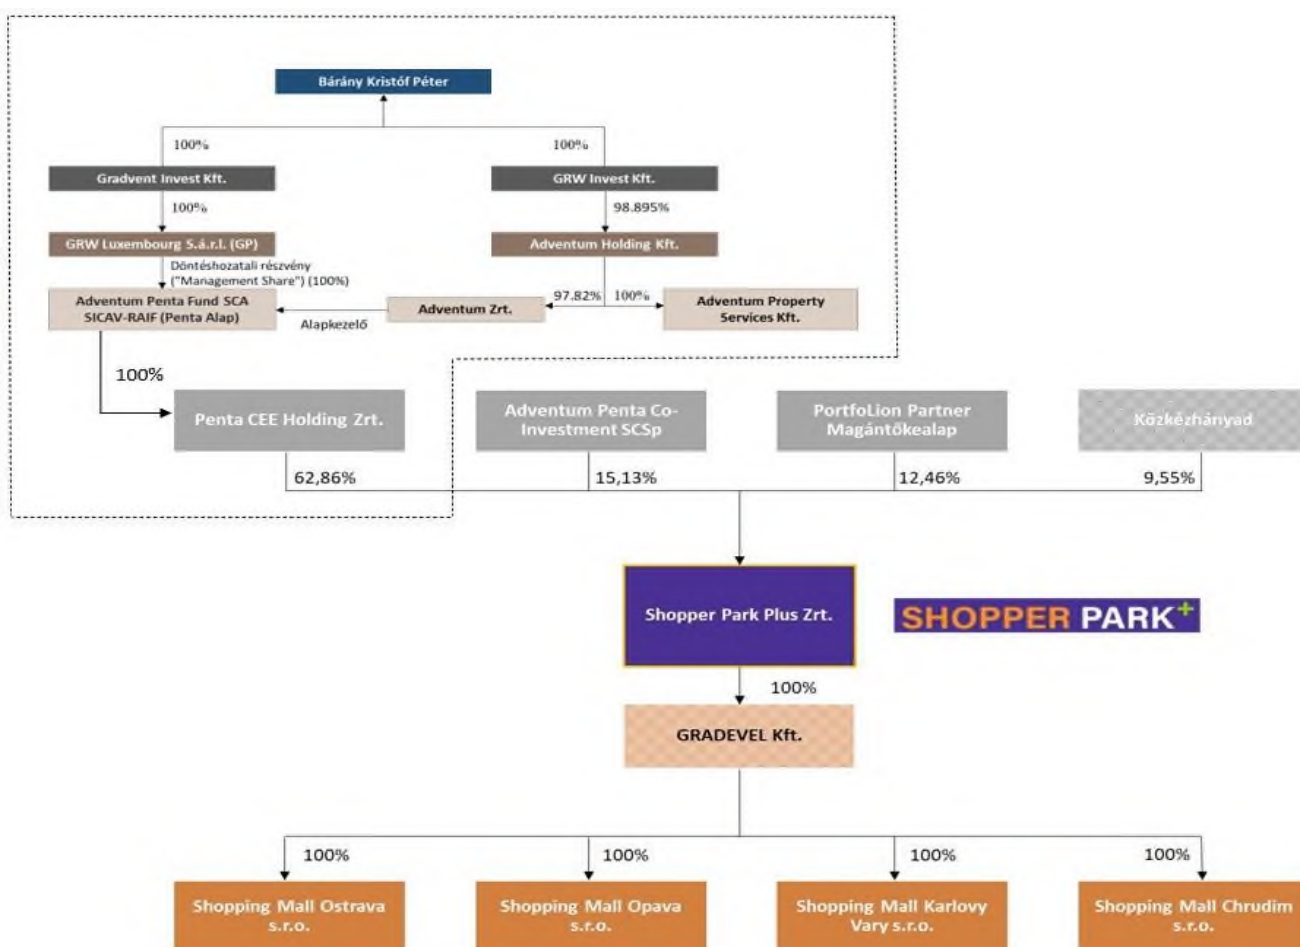 Bárány Kristóf Péter
100%
100%
Gradvent Invest Kft.
GRW Invest Kft.
100%
98.895%
GRW Luxembourg S.á.r.l. (GP)
Adventum Holding Kft.
Döntéshozatali részvény
("Management Share") (100%)
97.82%
100%
Adventum Penta Fund SCA
SICAV-RAIF (Penta Alap)
Alapkezelő
Adventum Zrt.
Adventum Property
Services Kft.
100%
Penta CEE Holding Zrt.
Adventum Penta Co-
Investment SCSp
PortfoLion Partner
Magántőkealap
Közkézhányad
62,86%
15,13%
12,46%
9,55%
Shopper Park Plus Zrt.
SHOPPER PARK+
100%
GRADEVEL Kft.
100%
100%
100%
100%
Shopping Mall Ostrava
s.r.o.
Shopping Mall Opava
s.r.o.
Shopping Mall Karlovy
Vary s.r.o.
Shopping Mall Chrudim
s.r.o.